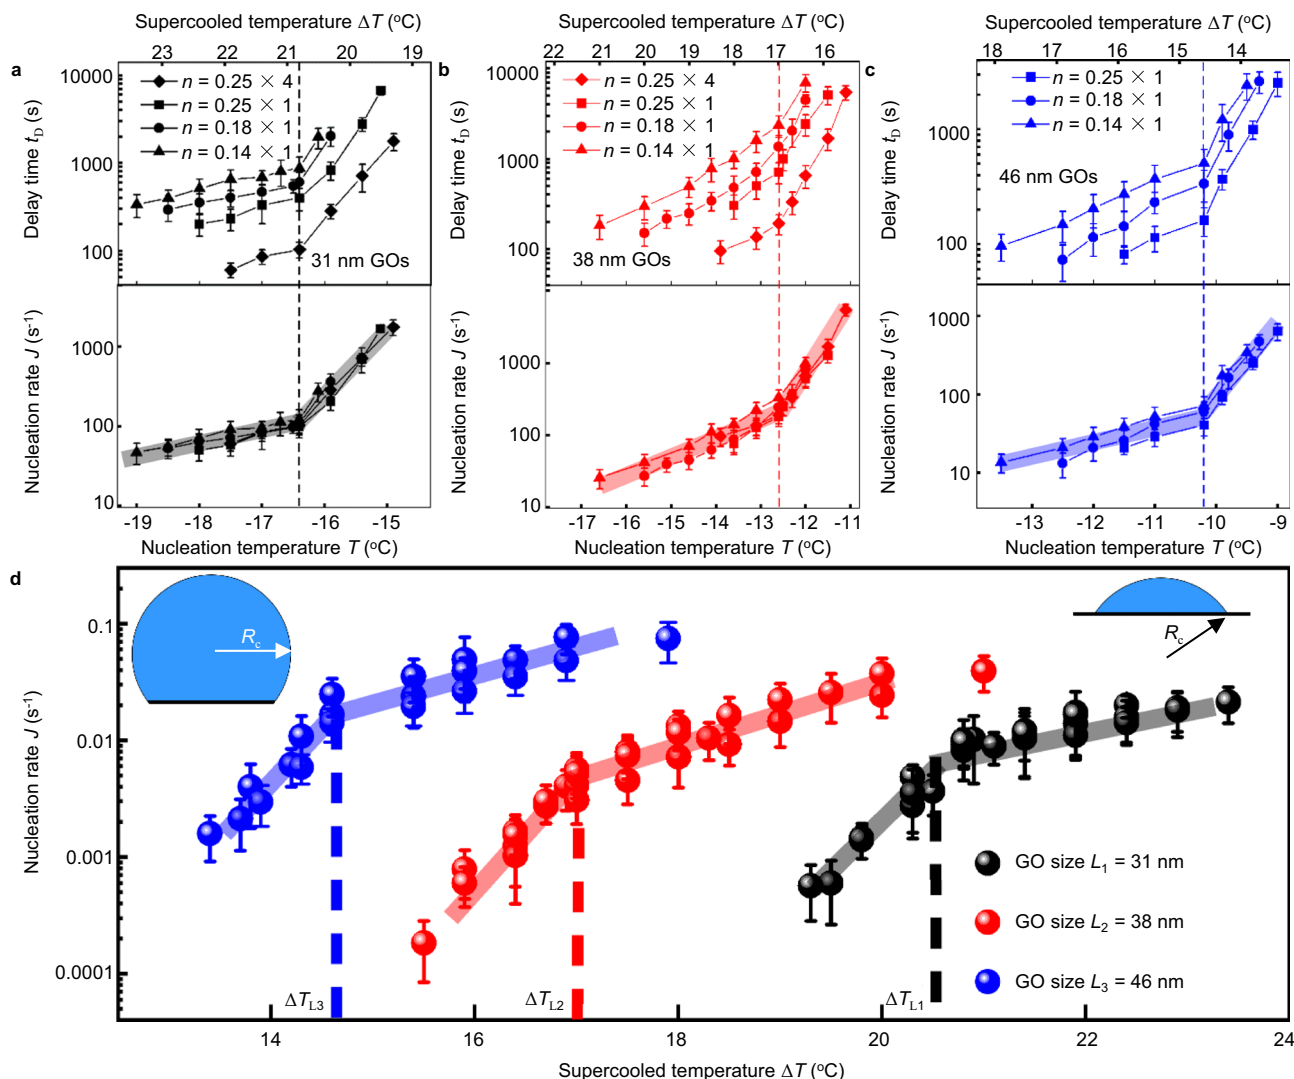 Supercooled temperature ΔT (°C)
23 22 21 20 19
a
n = 0.25 × 4
n = 0.25 × 1
n = 0.18 × 1
n = 0.14 × 1
10000
1000
100
Delay time tD (s)
31 nm GOs
1000
100
10
Nucleation rate J (s⁻¹)
-19 -18 -17 -16 -15
Nucleation temperature T (°C)
Supercooled temperature ΔT (°C)
22 21 20 19 18 17 16
b
n = 0.25 × 4
n = 0.25 × 1
n = 0.18 × 1
n = 0.14 × 1
10000
1000
100
Delay time tD (s)
38 nm GOs
1000
100
10
Nucleation rate J (s⁻¹)
-17 -16 -15 -14 -13 -12 -11
Nucleation temperature T (°C)
Supercooled temperature ΔT (°C)
18 17 16 15 14
c
n = 0.25 × 1
n = 0.18 × 1
n = 0.14 × 1
1000
100
Delay time tD (s)
46 nm GOs
1000
100
10
Nucleation rate J (s⁻¹)
-13 -12 -11 -10 -9
Nucleation temperature T (°C)
d
Rc
Rc
0.1
0.01
0.001
0.0001
Nucleation rate J (s⁻¹)
GO size L1 = 31 nm
GO size L2 = 38 nm
GO size L3 = 46 nm
ΔTL3
ΔTL2
ΔTL1
14 16 18 20 22 24
Supercooled temperature ΔT (°C)